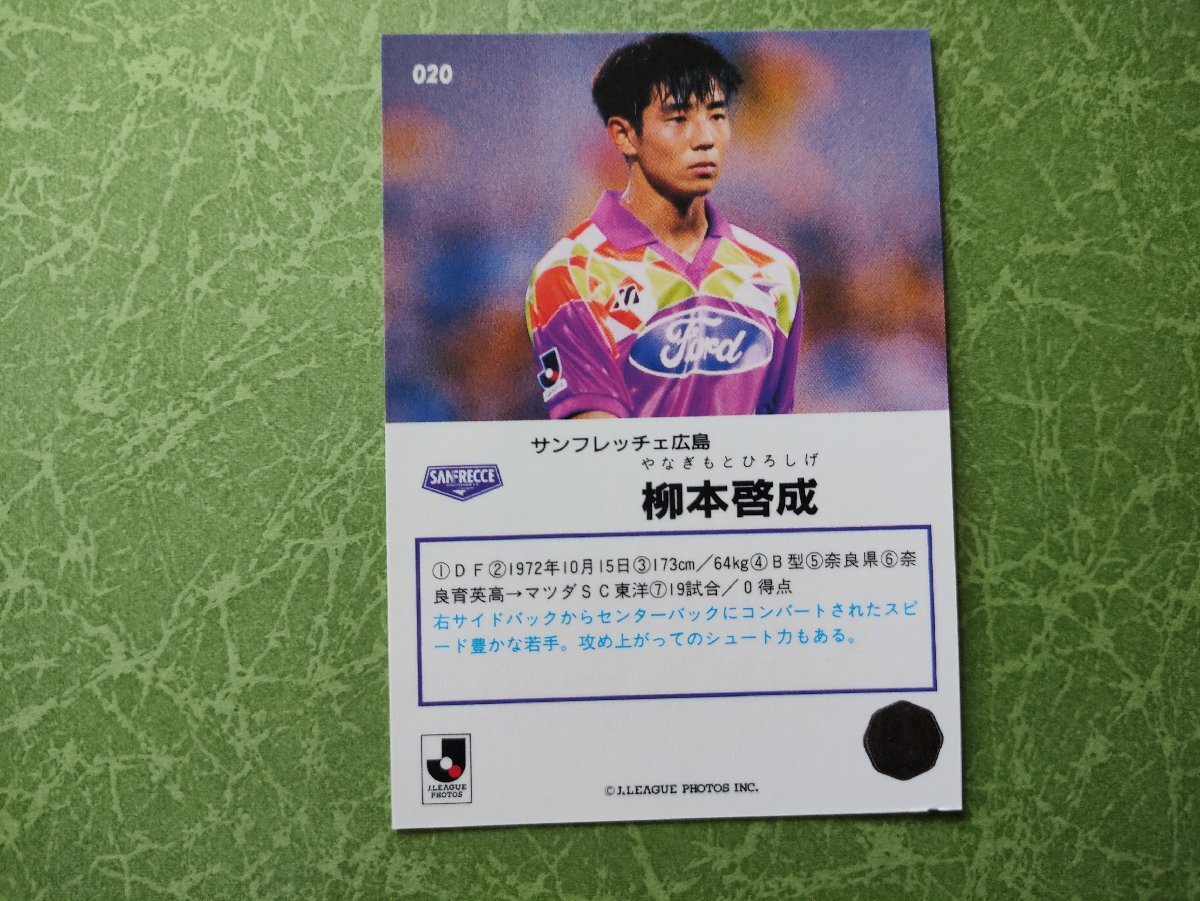 020
Ford
サンフレッチェ広島
やなぎもとひろしげ
SANFRECCE
柳本啓成
①DF②1972年10月15日③173cm／64kg④B型⑤奈良県⑥奈
良育英高→マツダSC東洋⑦19試合／0得点
右サイドバックからセンターバックにコンバートされたスピ
ード豊かな若手。攻め上がってのシュート力もある。
J.LEAGUE
PHOTOS
©J.LEAGUE PHOTOS INC.